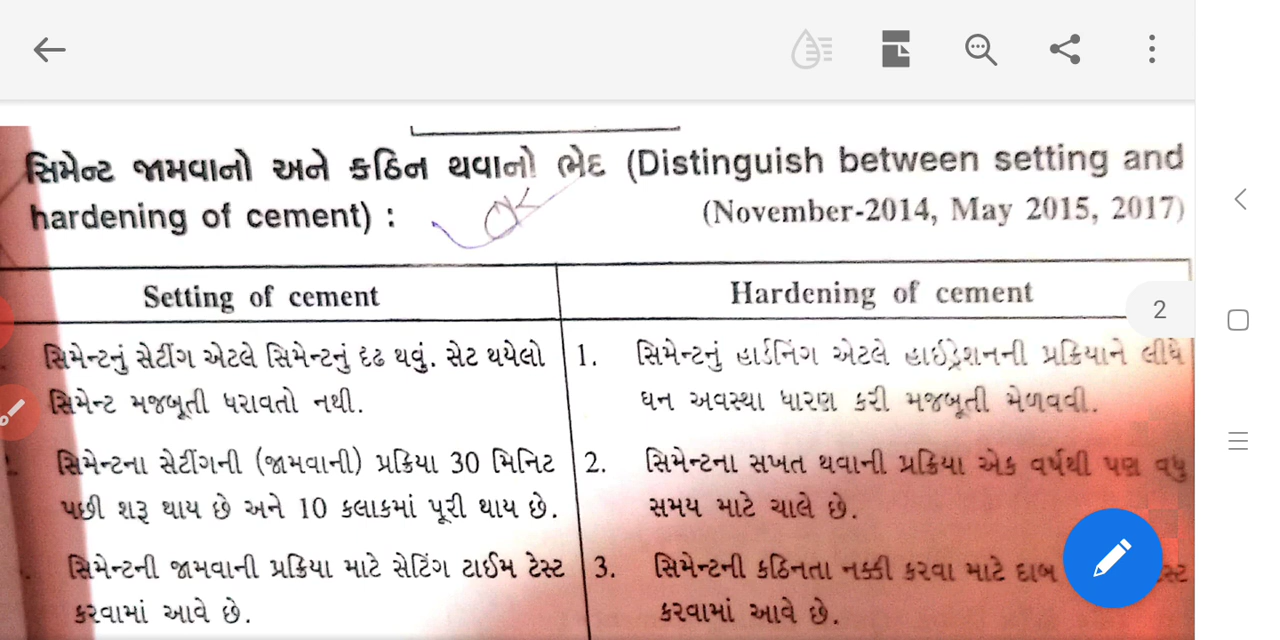 સિમેન્ટ જામવાનો અને કઠિન થવાનો ભેદ (Distinguish between setting and
hardening of cement) :
OK
(November-2014, May 2015, 2017)
Setting of cement
Hardening of cement
2
સિમેન્ટનું સેટીંગ એટલે સિમેન્ટનું દૃઢ થવું. સેટ થયેલો
સિમેન્ટ મજબૂતી ધરાવતો નથી.
1. સિમેન્ટનું હાર્ડનિંગ એટલે હાઈડ્રેશનની પ્રક્રિયાને લીધે
ઘન અવસ્થા ધારણ કરી મજબૂતી મેળવવી.
સિમેન્ટના સેટીંગની (જામવાની) પ્રક્રિયા 30 મિનિટ
પછી શરૂ થાય છે અને 10 કલાકમાં પૂરી થાય છે.
2. સિમેન્ટના સખત થવાની પ્રક્રિયા એક વર્ષથી પણ વધુ
સમય માટે ચાલે છે.
સિમેન્ટની જામવાની પ્રક્રિયા માટે સેટિંગ ટાઈમ ટેસ્ટ
કરવામાં આવે છે.
3. સિમેન્ટની કઠિનતા નક્કી કરવા માટે દાબ
કરવામાં આવે છે.